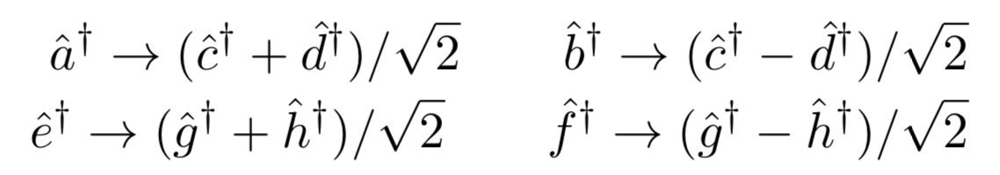 â† → (ĉ† + d̂†)/√2 b̂† → (ĉ† − d̂†)/√2
ê† → (ĝ† + ĥ†)/√2 f̂† → (ĝ† − ĥ†)/√2